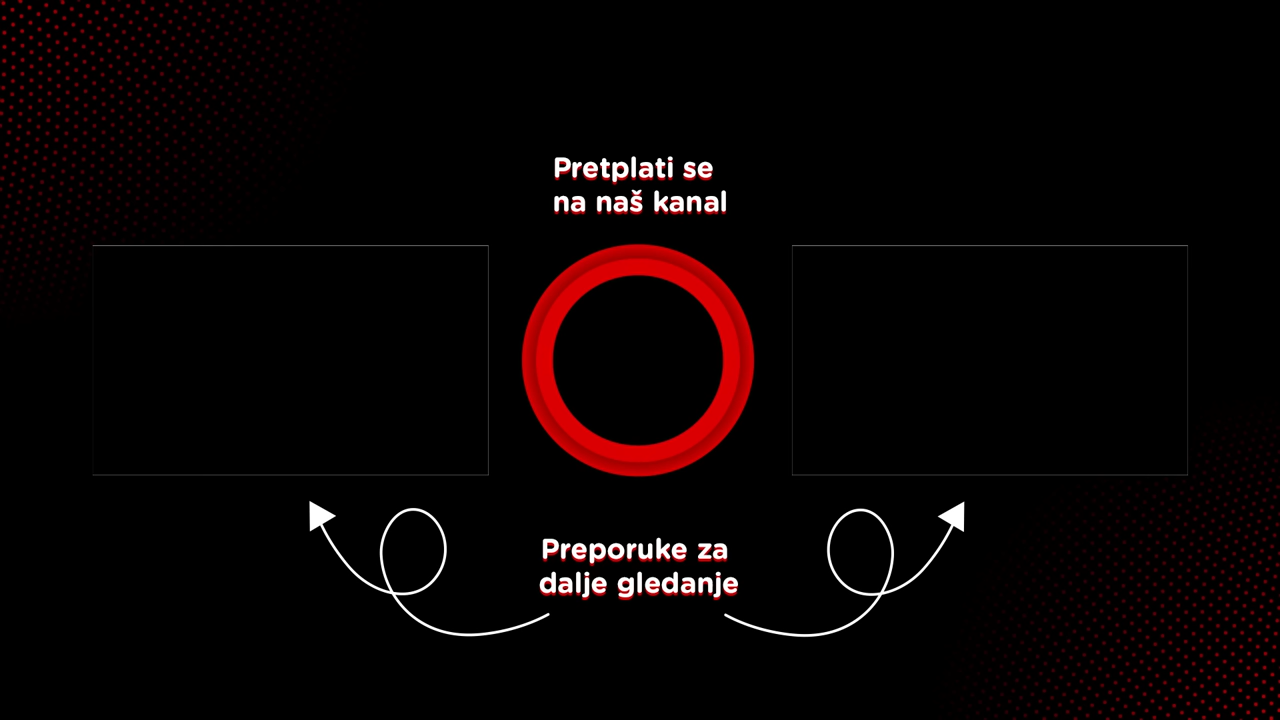 Pretplati se
na naš kanal
Preporuke za
dalje gledanje